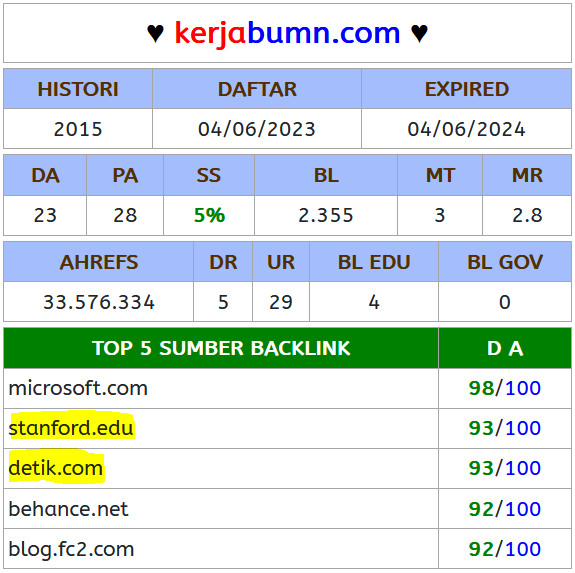 ♥ kerjabumn.com ♥
HISTORI DAFTAR EXPIRED
2015 04/06/2023 04/06/2024
DA PA SS BL MT MR
23 28 5% 2.355 3 2.8
AHREFS DR UR BL EDU BL GOV
33.576.334 5 29 4 0
TOP 5 SUMBER BACKLINK D A
microsoft.com 98/100
stanford.edu 93/100
detik.com 93/100
behance.net 92/100
blog.fc2.com 92/100